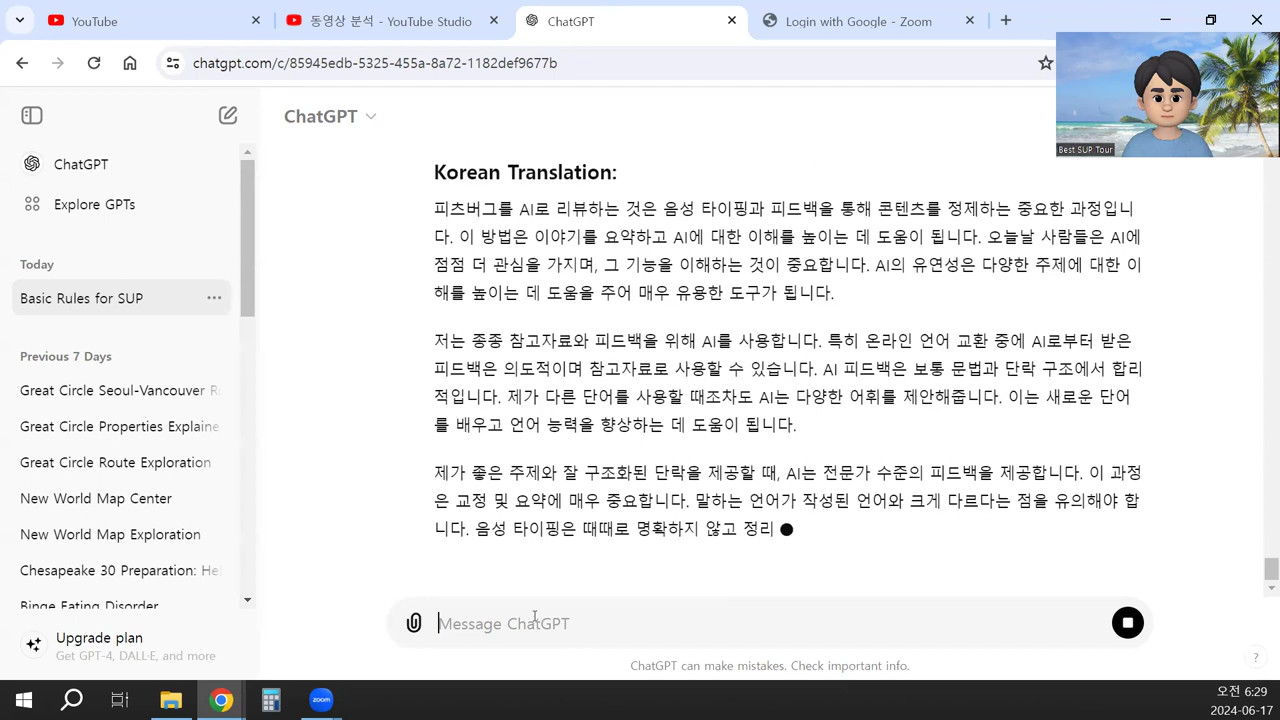 YouTube
동영상 분석 - YouTube Studio
ChatGPT
Login with Google - Zoom
chatgpt.com/c/85945edb-5325-455a-8a72-1182def9677b
Best SUP Tour
ChatGPT
Explore GPTs
Today
Basic Rules for SUP
Previous 7 Days
Great Circle Seoul-Vancouver R
Great Circle Properties Explaine
Great Circle Route Exploration
New World Map Center
New World Map Exploration
Chesapeake 30 Preparation: He
Binge Eating Disorder
Upgrade plan
Get GPT-4, DALL·E, and more
ChatGPT
Korean Translation:
피츠버그를 AI로 리뷰하는 것은 음성 타이핑과 피드백을 통해 콘텐츠를 정제하는 중요한 과정입니
다. 이 방법은 이야기를 요약하고 AI에 대한 이해를 높이는 데 도움이 됩니다. 오늘날 사람들은 AI에
점점 더 관심을 가지며, 그 기능을 이해하는 것이 중요합니다. AI의 유연성은 다양한 주제에 대한 이
해를 높이는 데 도움을 주어 매우 유용한 도구가 됩니다.
저는 종종 참고자료와 피드백을 위해 AI를 사용합니다. 특히 온라인 언어 교환 중에 AI로부터 받은
피드백은 의도적이며 참고자료로 사용할 수 있습니다. AI 피드백은 보통 문법과 단락 구조에서 합리
적입니다. 제가 다른 단어를 사용할 때조차도 AI는 다양한 어휘를 제안해줍니다. 이는 새로운 단어
를 배우고 언어 능력을 향상하는 데 도움이 됩니다.
제가 좋은 주제와 잘 구조화된 단락을 제공할 때, AI는 전문가 수준의 피드백을 제공합니다. 이 과정
은 교정 및 요약에 매우 중요합니다. 말하는 언어가 작성된 언어와 크게 다르다는 점을 유의해야 합
니다. 음성 타이핑은 때때로 명확하지 않고 정리
Message ChatGPT
ChatGPT can make mistakes. Check important info.
?
zoom
오전 6:29
2024-06-17